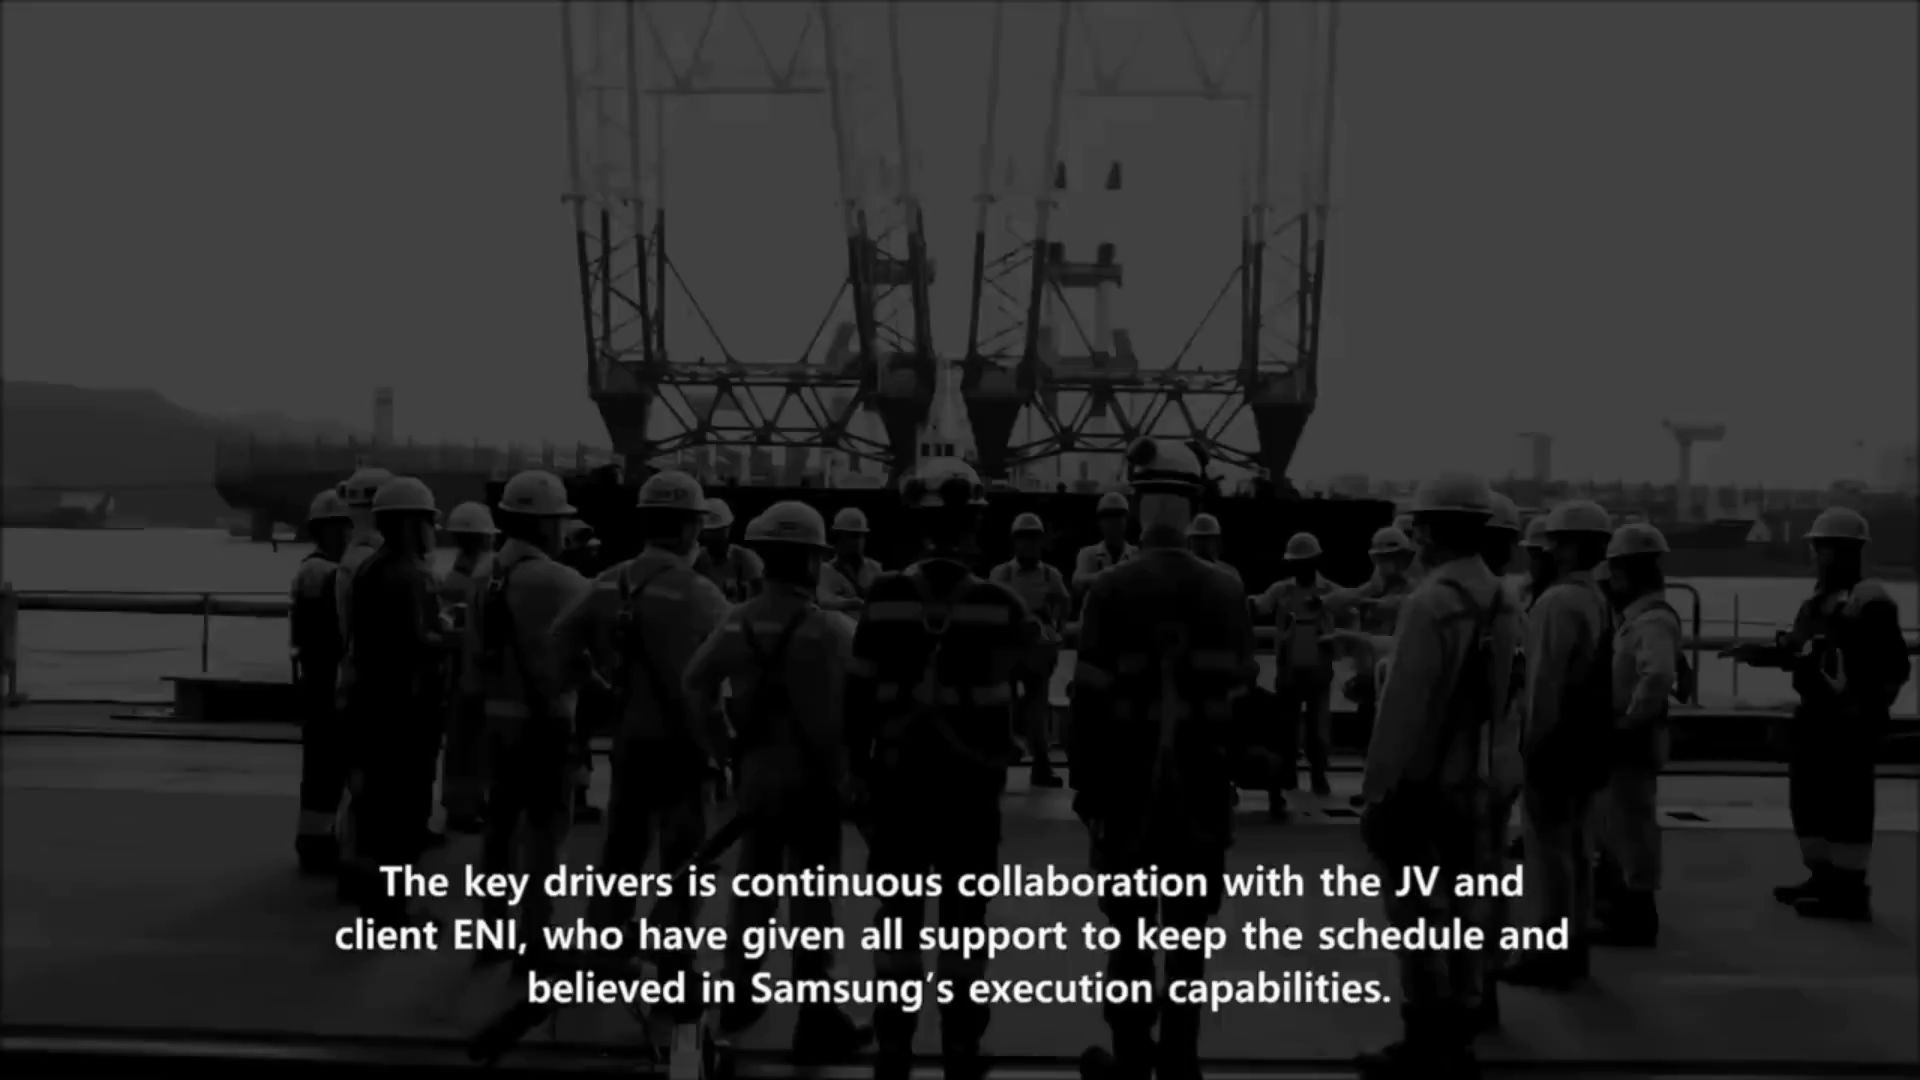 The key drivers is continuous collaboration with the JV and
client ENI, who have given all support to keep the schedule and
believed in Samsung's execution capabilities.